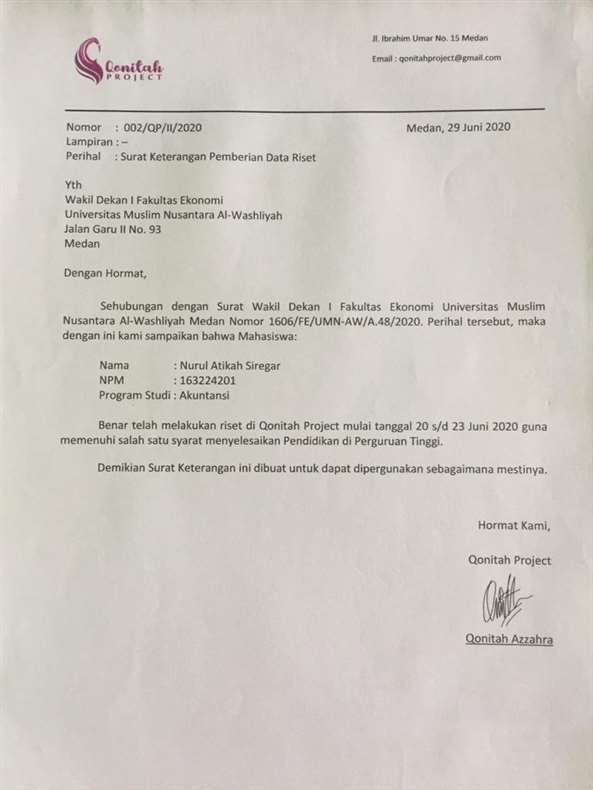 Qonitah
PROJECT
Jl. Ibrahim Umar No. 15 Medan
Email : qonitahproject@gmail.com
Nomor : 002/QP/II/2020
Medan, 29 Juni 2020
Lampiran : –
Perihal : Surat Keterangan Pemberian Data Riset
Yth
Wakil Dekan I Fakultas Ekonomi
Universitas Muslim Nusantara Al-Washliyah
Jalan Garu II No. 93
Medan
Dengan Hormat,
Sehubungan dengan Surat Wakil Dekan I Fakultas Ekonomi Universitas Muslim
Nusantara Al-Washliyah Medan Nomor 1606/FE/UMN-AW/A.48/2020. Perihal tersebut, maka
dengan ini kami sampaikan bahwa Mahasiswa:
Nama : Nurul Atikah Siregar
NPM : 163224201
Program Studi : Akuntansi
Benar telah melakukan riset di Qonitah Project mulai tanggal 20 s/d 23 Juni 2020 guna
memenuhi salah satu syarat menyelesaikan Pendidikan di Perguruan Tinggi.
Demikian Surat Keterangan ini dibuat untuk dapat dipergunakan sebagaimana mestinya.
Hormat Kami,
Qonitah Project
Qonitah Azzahra